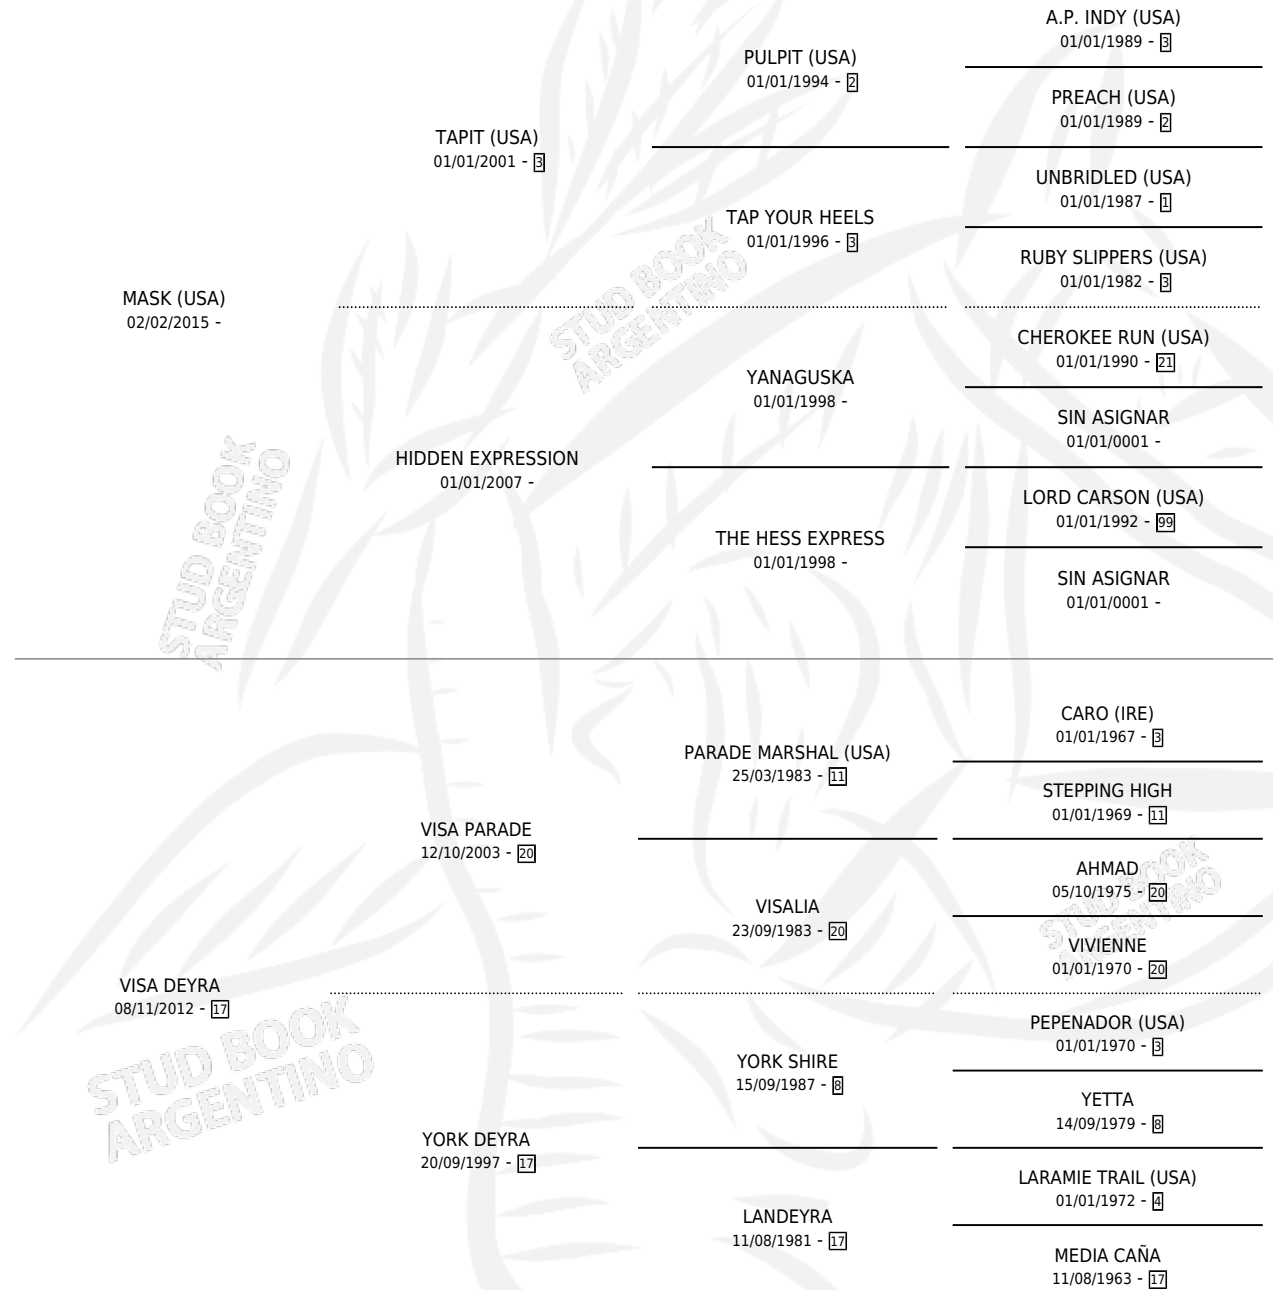 A.P. INDY (USA)
01/01/1989 - 3
PULPIT (USA)
01/01/1994 - 2
PREACH (USA)
01/01/1989 - 2
TAPIT (USA)
01/01/2001 - 3
UNBRIDLED (USA)
01/01/1987 - 1
TAP YOUR HEELS
01/01/1996 - 3
RUBY SLIPPERS (USA)
01/01/1982 - 3
MASK (USA)
02/02/2015 -
CHEROKEE RUN (USA)
01/01/1990 - 21
YANAGUSKA
01/01/1998 -
SIN ASIGNAR
01/01/0001 -
HIDDEN EXPRESSION
01/01/2007 -
LORD CARSON (USA)
01/01/1992 - 99
THE HESS EXPRESS
01/01/1998 -
SIN ASIGNAR
01/01/0001 -
CARO (IRE)
01/01/1967 - 3
PARADE MARSHAL (USA)
25/03/1983 - 11
STEPPING HIGH
01/01/1969 - 11
VISA PARADE
12/10/2003 - 20
AHMAD
05/10/1975 - 20
VISALIA
23/09/1983 - 20
VIVIENNE
01/01/1970 - 20
VISA DEYRA
08/11/2012 - 17
PEPENADOR (USA)
01/01/1970 - 3
YORK SHIRE
15/09/1987 - 8
YETTA
14/09/1979 - 8
YORK DEYRA
20/09/1997 - 17
LARAMIE TRAIL (USA)
01/01/1972 - 4
LANDEYRA
11/08/1981 - 17
MEDIA CAÑA
11/08/1963 - 17
STUD BOOK
ARGENTINO
STUD BOOK
ARGENTINO
STUD BOOK
ARGENTINO
STUD BOOK
ARGENTINO